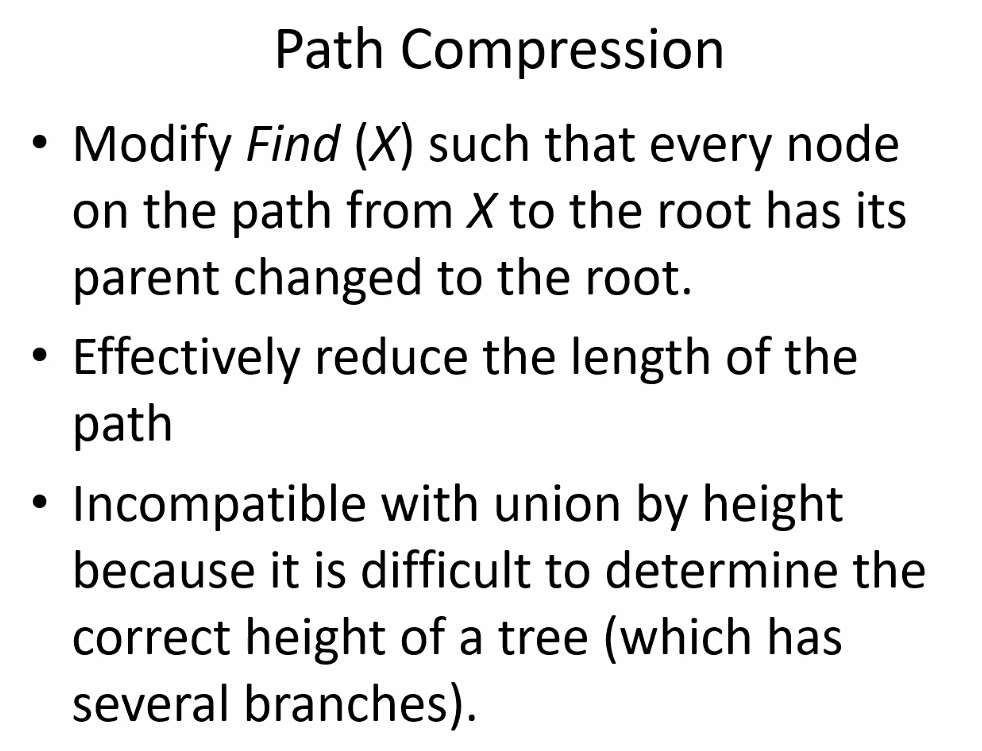 Path Compression
• Modify Find (X) such that every node
on the path from X to the root has its
parent changed to the root.
• Effectively reduce the length of the
path
• Incompatible with union by height
because it is difficult to determine the
correct height of a tree (which has
several branches).